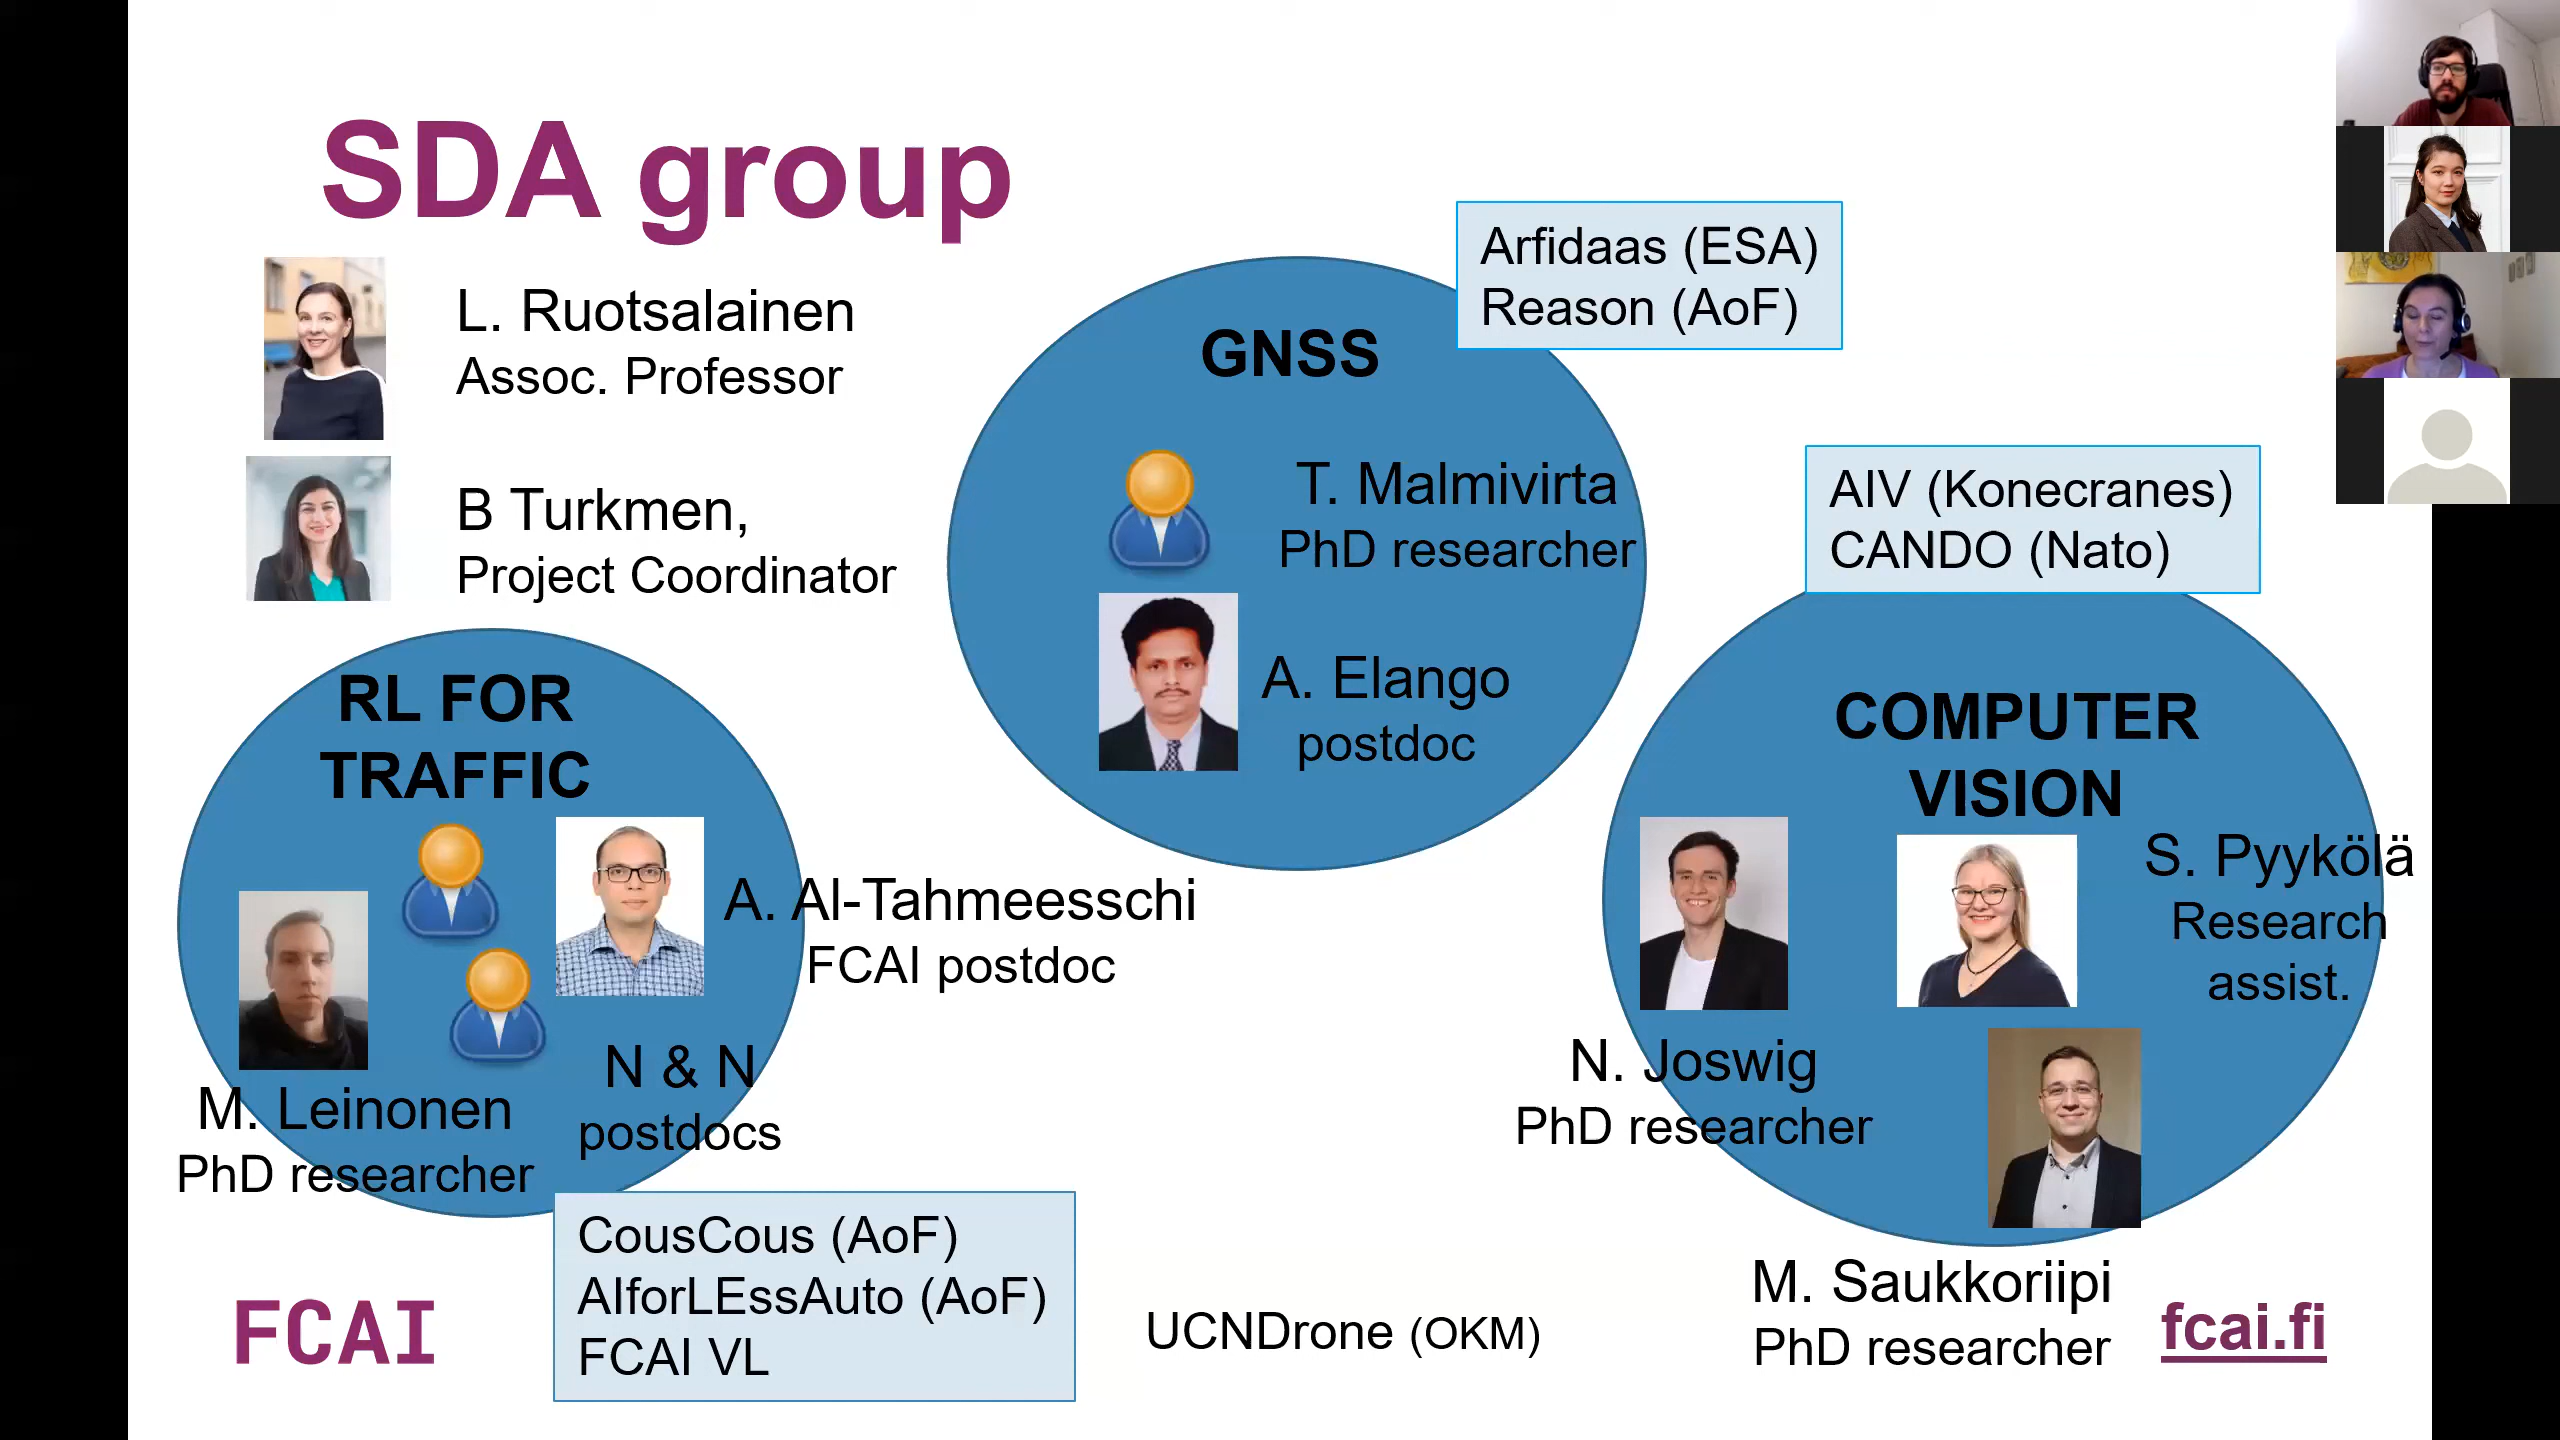 SDA group
L. Ruotsalainen
Assoc. Professor
B Turkmen,
Project Coordinator
GNSS
Arfidaas (ESA)
Reason (AoF)
T. Malmivirta
PhD researcher
A. Elango
postdoc
AIV (Konecranes)
CANDO (Nato)
RL FOR
TRAFFIC
A. Al-Tahmeesschi
FCAI postdoc
N & N
postdocs
M. Leinonen
PhD researcher
CousCous (AoF)
AIforLEssAuto (AoF)
FCAI VL
COMPUTER
VISION
S. Pyykölä
Research
assist.
N. Joswig
PhD researcher
M. Saukkoriipi
PhD researcher
UCNDrone (OKM)
FCAI
fcai.fi